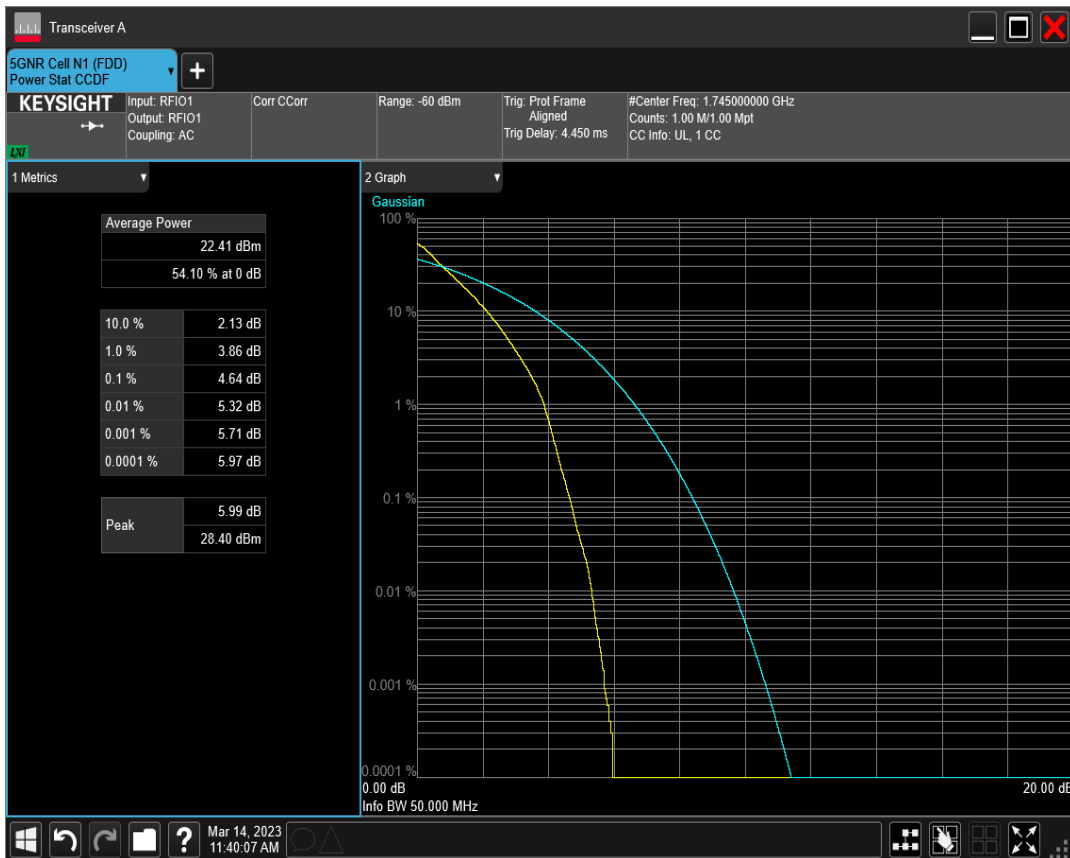 Transceiver A
5GNR Cell N1 (FDD)
Power Stat CCDF
+
KEYSIGHT
LXI
Input: RFIO1
Output: RFIO1
Coupling: AC
Corr CCorr
Range: -60 dBm
Trig: Prot Frame
Aligned
Trig Delay: 4.450 ms
#Center Freq: 1.745000000 GHz
Counts: 1.00 M/1.00 Mpt
CC Info: UL, 1 CC
1 Metrics
Average Power
22.41 dBm
54.10 % at 0 dB
10.0 % 2.13 dB
1.0 % 3.86 dB
0.1 % 4.64 dB
0.01 % 5.32 dB
0.001 % 5.71 dB
0.0001 % 5.97 dB
Peak
5.99 dB
28.40 dBm
2 Graph
Gaussian
100 %
10 %
1 %
0.1 %
0.01 %
0.001 %
0.0001 %
0.00 dB 20.00 dB
Info BW 50.000 MHz
?
Mar 14, 2023
11:40:07 AM